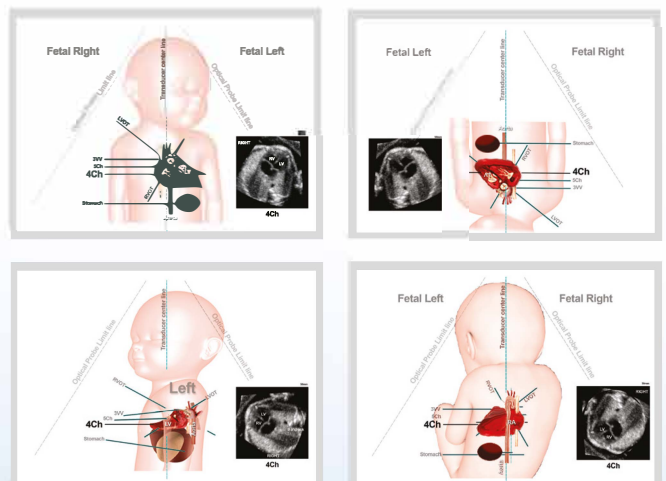 Fetal Right
Fetal Left
Transducer center line
Optical Probe Limit line
Optical Probe Limit line
LVOT
3VV
5Ch
4Ch
RVOT
Stomach
RIGHT
RV
LV
4Ch
Fetal Left
Fetal Right
Transducer center line
Optical Probe Limit line
Aorta
Stomach
RVOT
4Ch
5Ch
3VV
LVOT
4Ch
Transducer center line
Optical Probe Limit line
Optical Probe Limit line
Left
RVOT
LVOT
3VV
5Ch
4Ch
LV
Stomach
LV
RV
RIGHT
4Ch
Fetal Left
Fetal Right
Transducer center line
Optical Probe Limit line
Optical Probe Limit line
RVOT
LVOT
3VV
5Ch
4Ch
Stomach
Aorta
RIGHT
LV
RV
4Ch